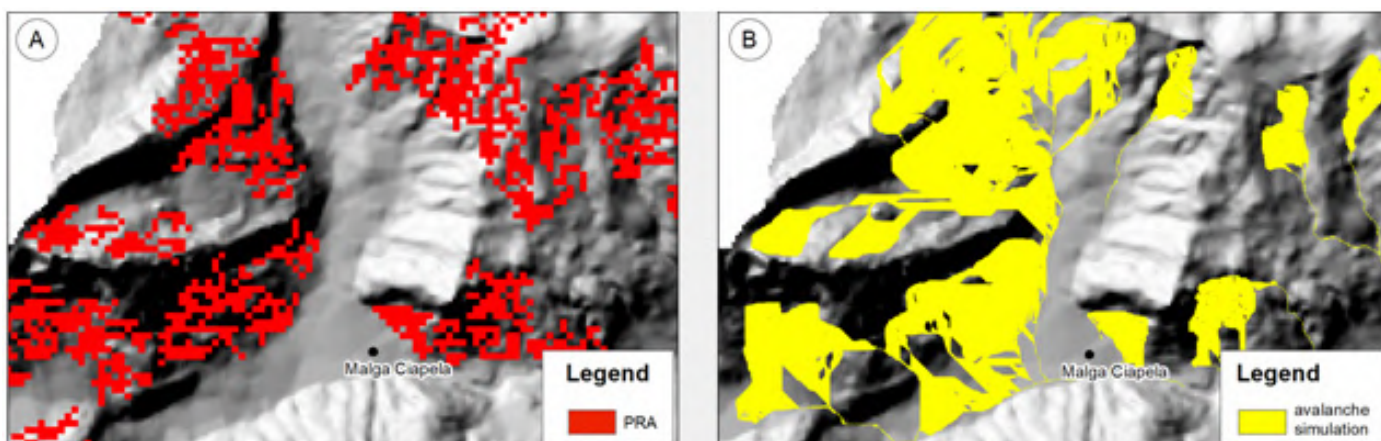 A
Malga Ciapela
Legend
PRA
B
Malga Ciapela
Legend
avalanche
simulation